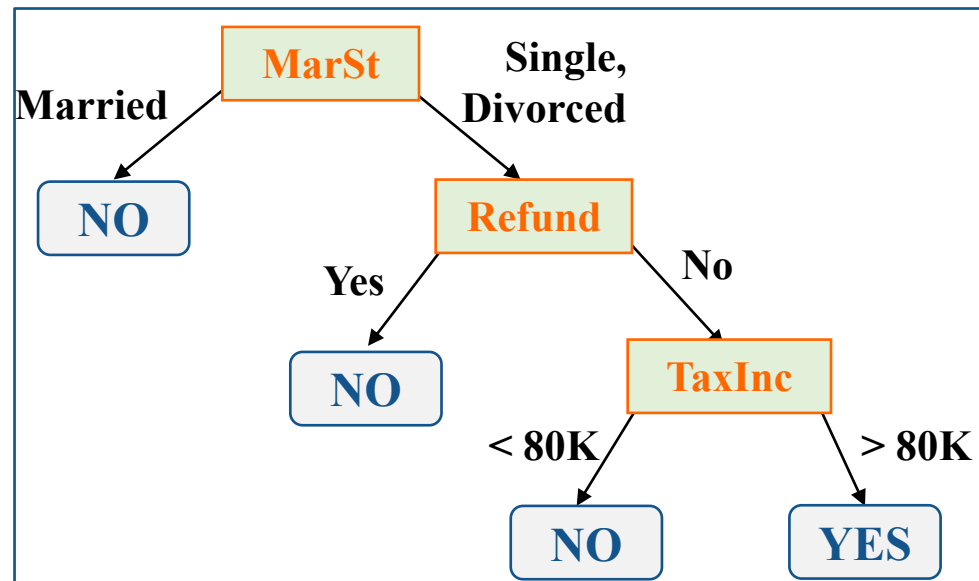 MarSt
Single,
Divorced
Married
NO
Refund
Yes
No
NO
TaxInc
< 80K
> 80K
NO
YES